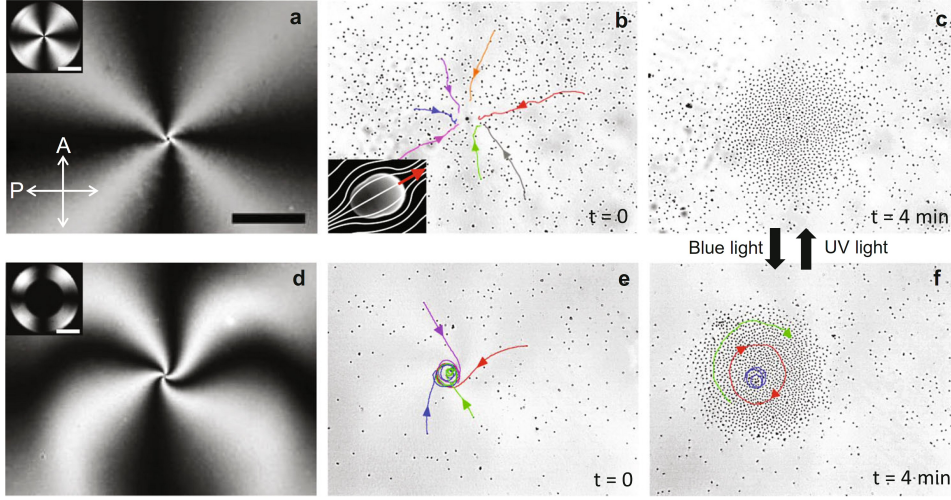 a
b
c
A
P
t = 0
t = 4 min
Blue light
UV light
d
e
f
t = 0
t = 4 min